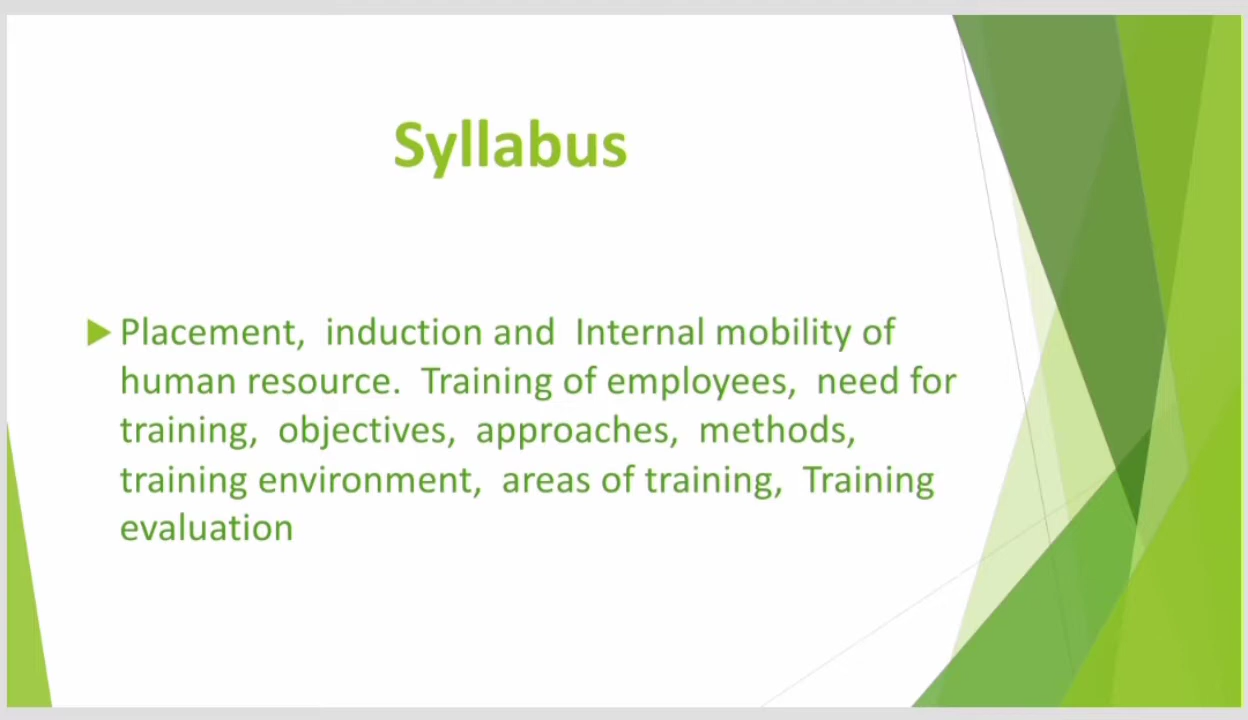 Syllabus
Placement, induction and Internal mobility of
human resource. Training of employees, need for
training, objectives, approaches, methods,
training environment, areas of training, Training
evaluation